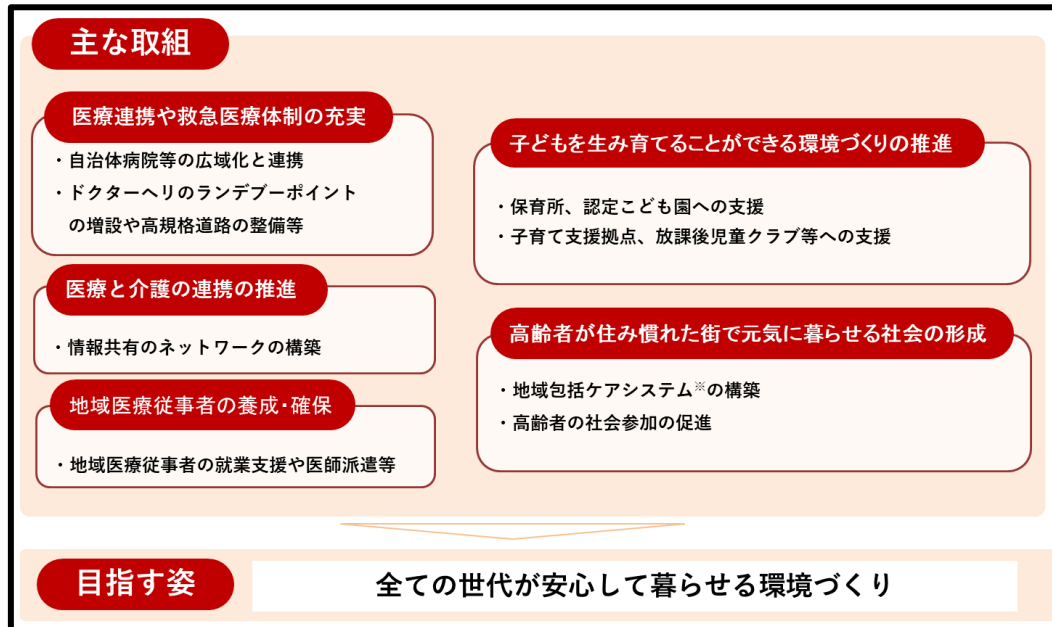 主な取組
医療連携や救急医療体制の充実
・自治体病院等の広域化と連携
・ドクターヘリのランデブーポイント
の増設や高規格道路の整備等
医療と介護の連携の推進
・情報共有のネットワークの構築
地域医療従事者の養成・確保
・地域医療従事者の就業支援や医師派遣等
子どもを生み育てることができる環境づくりの推進
・保育所、認定こども園への支援
・子育て支援拠点、放課後児童クラブ等への支援
高齢者が住み慣れた街で元気に暮らせる社会の形成
・地域包括ケアシステム※の構築
・高齢者の社会参加の促進
目指す姿
全ての世代が安心して暮らせる環境づくり